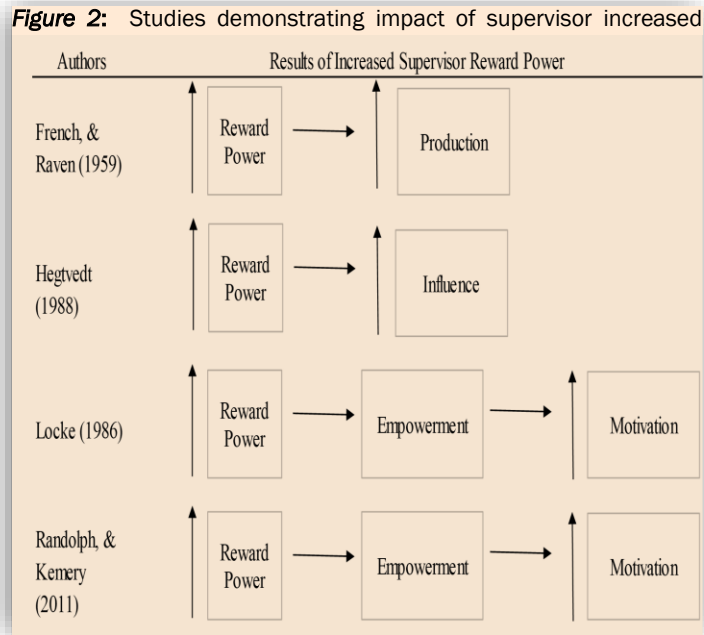 Figure 2: Studies demonstrating impact of supervisor increased
Authors Results of Increased Supervisor Reward Power
French, &
Raven (1959)
Reward
Power
Production
Hegtvedt
(1988)
Reward
Power
Influence
Locke (1986)
Reward
Power
Empowerment
Motivation
Randolph, &
Kemery
(2011)
Reward
Power
Empowerment
Motivation